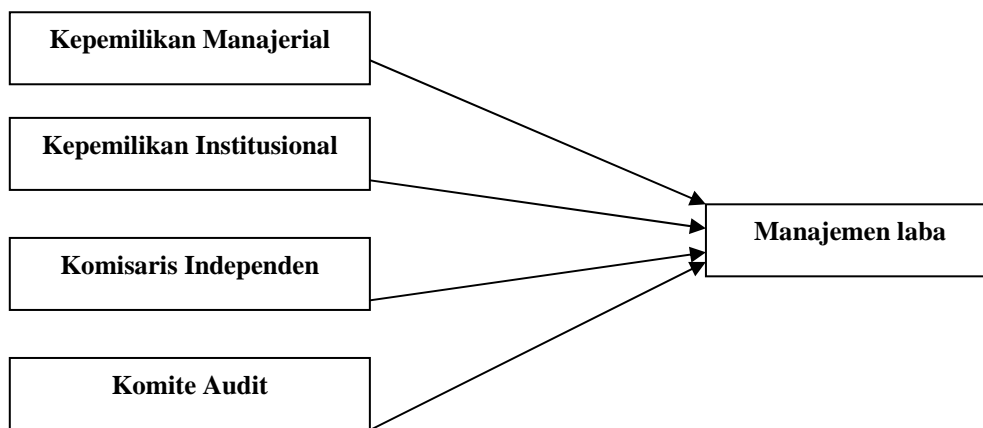 Kepemilikan Manajerial
Kepemilikan Institusional
Komisaris Independen
Komite Audit
Manajemen laba